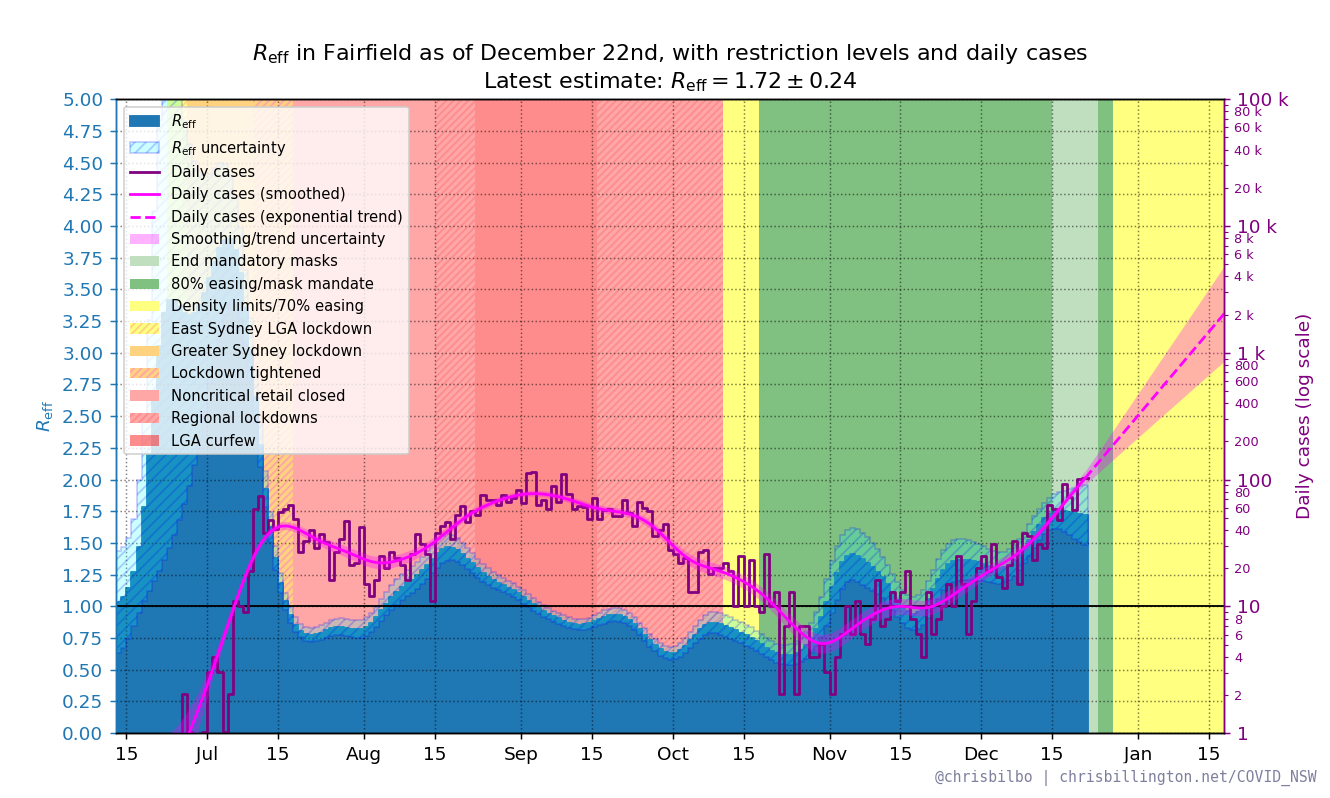 Reff in Fairfield as of December 22nd, with restriction levels and daily cases
Latest estimate: Reff = 1.72 ± 0.24
5.00
4.75
4.50
4.25
4.00
3.75
3.50
3.25
3.00
2.75
2.50
2.25
2.00
1.75
1.50
1.25
1.00
0.75
0.50
0.25
0.00
Reff
Reff
Reff uncertainty
Daily cases
Daily cases (smoothed)
Daily cases (exponential trend)
Smoothing/trend uncertainty
End mandatory masks
80% easing/mask mandate
Density limits/70% easing
East Sydney LGA lockdown
Greater Sydney lockdown
Lockdown tightened
Noncritical retail closed
Regional lockdowns
LGA curfew
100 k
80 k
60 k
40 k
20 k
10 k
8 k
6 k
4 k
2 k
1 k
800
600
400
200
100
80
60
40
20
10
8
6
4
2
1
Daily cases (log scale)
15 Jul 15 Aug 15 Sep 15 Oct 15 Nov 15 Dec 15 Jan 15
@chrisbilbo | chrisbillington.net/COVID_NSW